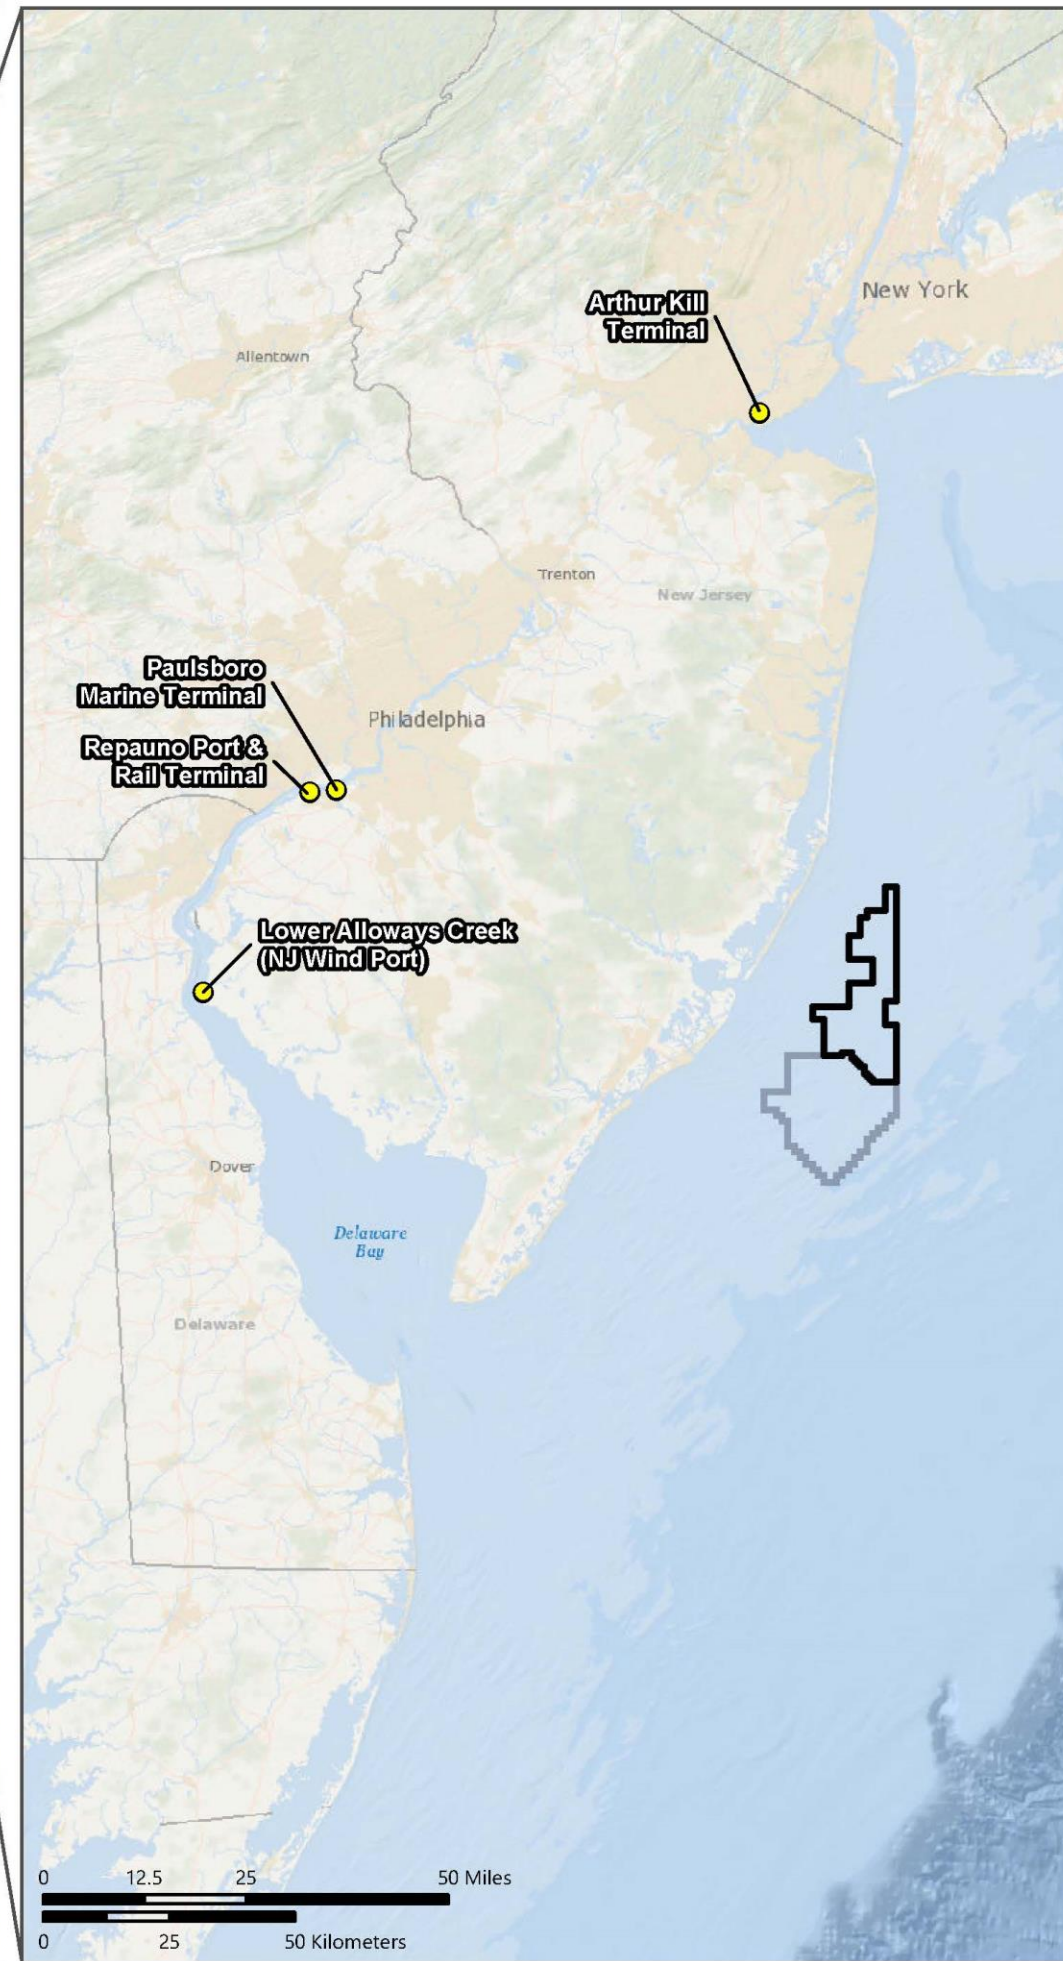 New York
Arthur Kill
Terminal
Allentown
Trenton
New Jersey
Paulsboro
Marine Terminal
Philadelphia
Repauno Port &
Rail Terminal
Lower Alloways Creek
(NJ Wind Port)
Dover
Delaware
Bay
Delaware
0 12.5 25 50 Miles
0 25 50 Kilometers